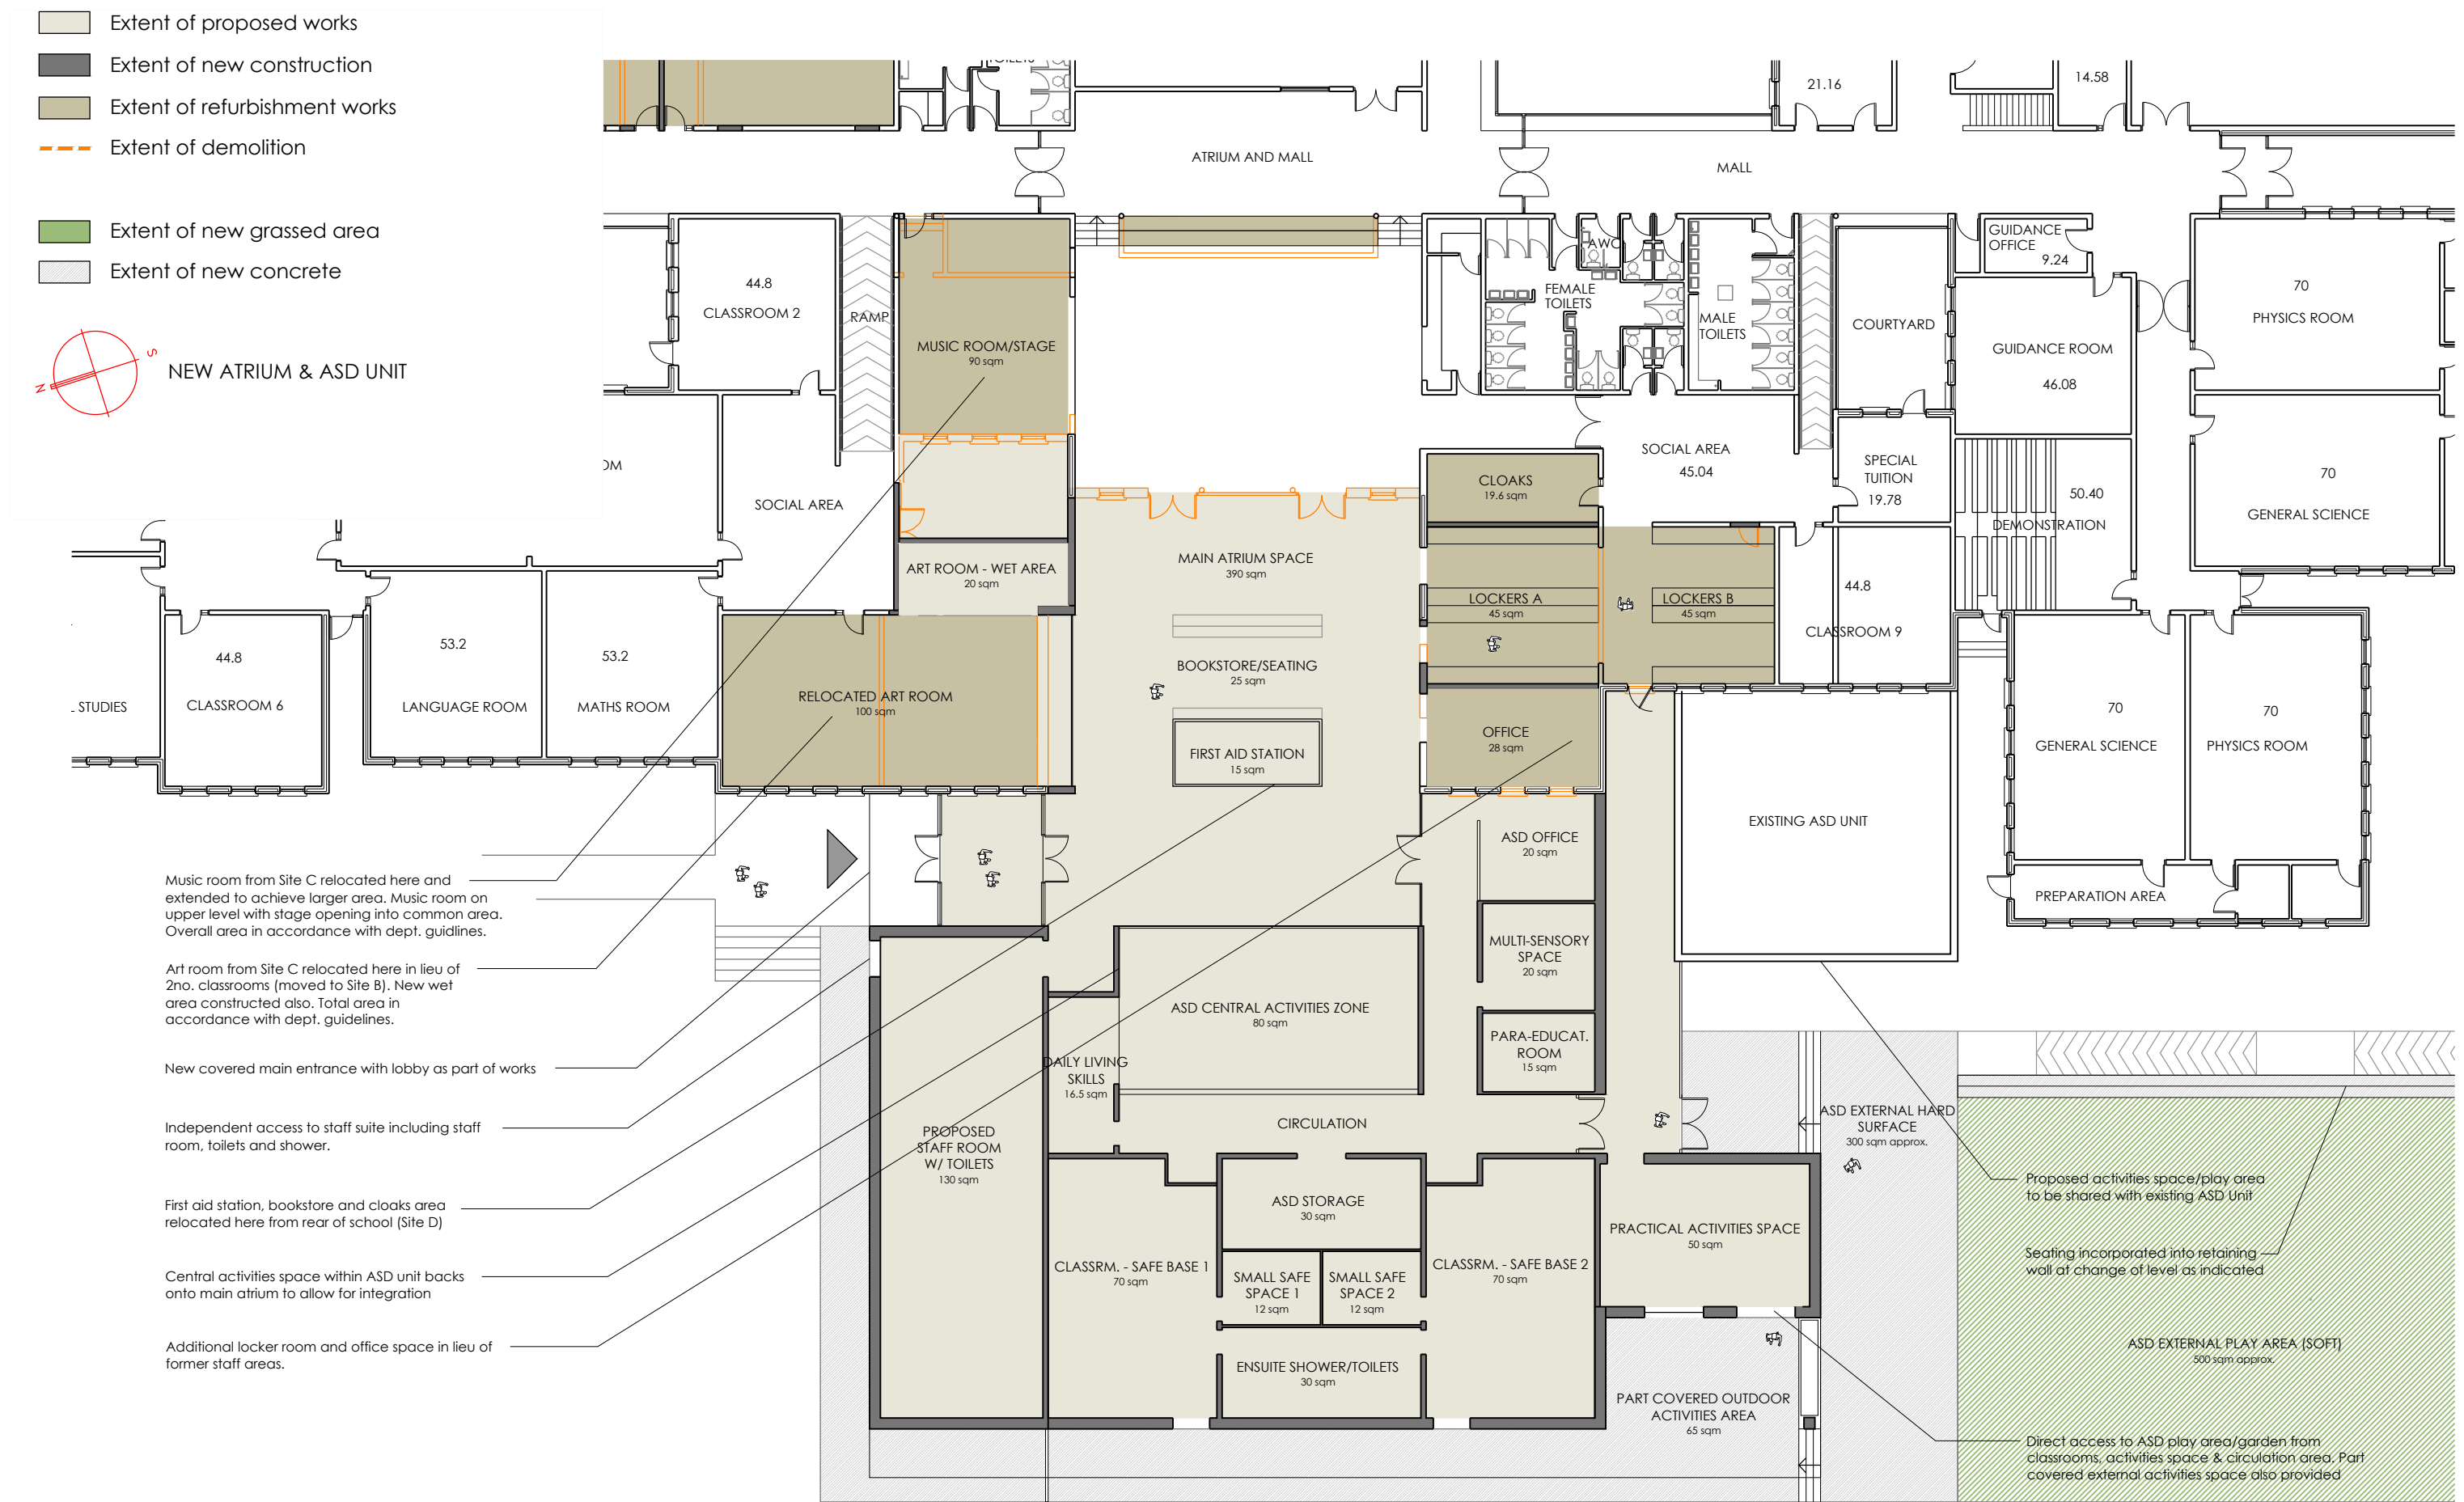 Extent of proposed works
Extent of new construction
Extent of refurbishment works
Extent of demolition
Extent of new grassed area
Extent of new concrete
N
S
NEW ATRIUM & ASD UNIT
TOILETS
ATRIUM AND MALL
MALL
21.16
14.58
44.8
CLASSROOM 2
RAMP
MUSIC ROOM/STAGE
90 sqm
AWC
FEMALE
TOILETS
MALE
TOILETS
COURTYARD
GUIDANCE
OFFICE
9.24
GUIDANCE ROOM
46.08
70
PHYSICS ROOM
OM
SOCIAL AREA
SOCIAL AREA
45.04
SPECIAL
TUITION
19.78
50.40
DEMONSTRATION
70
GENERAL SCIENCE
CLOAKS
19.6 sqm
MAIN ATRIUM SPACE
390 sqm
ART ROOM - WET AREA
20 sqm
LOCKERS A
45 sqm
LOCKERS B
45 sqm
44.8
CLASSROOM 9
STUDIES
44.8
CLASSROOM 6
53.2
LANGUAGE ROOM
53.2
MATHS ROOM
RELOCATED ART ROOM
100 sqm
BOOKSTORE/SEATING
25 sqm
FIRST AID STATION
15 sqm
OFFICE
28 sqm
70
GENERAL SCIENCE
70
PHYSICS ROOM
EXISTING ASD UNIT
PREPARATION AREA
ASD OFFICE
20 sqm
MULTI-SENSORY
SPACE
20 sqm
PARA-EDUCAT.
ROOM
15 sqm
ASD CENTRAL ACTIVITIES ZONE
80 sqm
DAILY LIVING
SKILLS
16.5 sqm
CIRCULATION
PROPOSED
STAFF ROOM
W/ TOILETS
130 sqm
ASD STORAGE
30 sqm
CLASSRM. - SAFE BASE 1
70 sqm
SMALL SAFE
SPACE 1
12 sqm
SMALL SAFE
SPACE 2
12 sqm
CLASSRM. - SAFE BASE 2
70 sqm
ENSUITE SHOWER/TOILETS
30 sqm
PRACTICAL ACTIVITIES SPACE
50 sqm
PART COVERED OUTDOOR
ACTIVITIES AREA
65 sqm
ASD EXTERNAL HARD
SURFACE
300 sqm approx.
ASD EXTERNAL PLAY AREA (SOFT)
500 sqm approx.
Music room from Site C relocated here and
extended to achieve larger area. Music room on
upper level with stage opening into common area.
Overall area in accordance with dept. guidlines.
Art room from Site C relocated here in lieu of
2no. classrooms (moved to Site B). New wet
area constructed also. Total area in
accordance with dept. guidelines.
New covered main entrance with lobby as part of works
Independent access to staff suite including staff
room, toilets and shower.
First aid station, bookstore and cloaks area
relocated here from rear of school (Site D)
Central activities space within ASD unit backs
onto main atrium to allow for integration
Additional locker room and office space in lieu of
former staff areas.
Proposed activities space/play area
to be shared with existing ASD Unit
Seating incorporated into retaining
wall at change of level as indicated
Direct access to ASD play area/garden from
classrooms, activities space & circulation area. Part
covered external activities space also provided